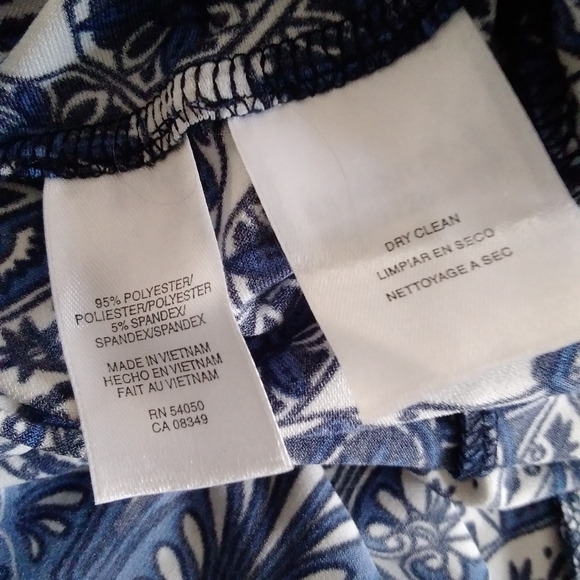 95% POLYESTER/
POLIESTER/POLYESTER
5% SPANDEX/
SPANDEX/SPANDEX
MADE IN VIETNAM
HECHO EN VIETNAM
FAIT AU VIETNAM
RN 54050
CA 08349
DRY CLEAN
LIMPIAR EN SECO
NETTOYAGE A SEC